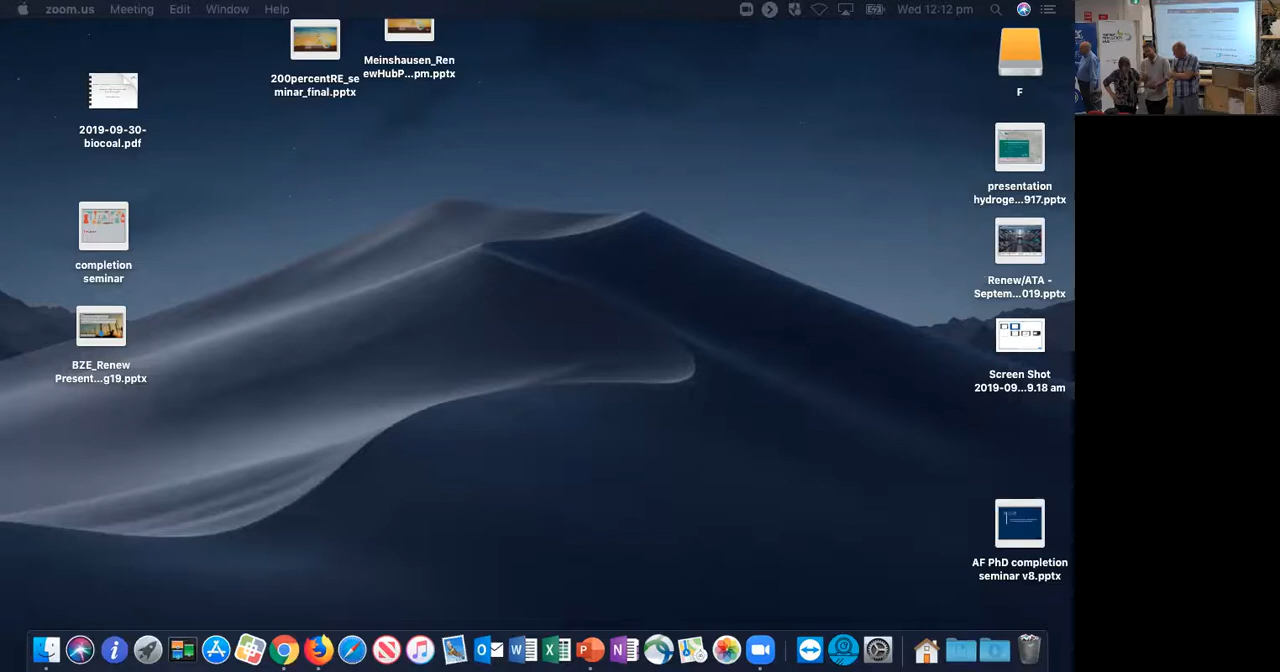 zoom.us Meeting Edit Window Help Wed 12:12 pm
200percentRE_se
minar_final.pptx
Meinshausen_Ren
ewHubP...pm.pptx
F
2019-09-30-
biocoal.pdf
presentation
hydroge...917.pptx
completion
seminar
Renew/ATA -
Septem...019.pptx
BZE_Renew
Present...g19.pptx
Screen Shot
2019-09...9.18 am
AF PhD completion
seminar v8.pptx